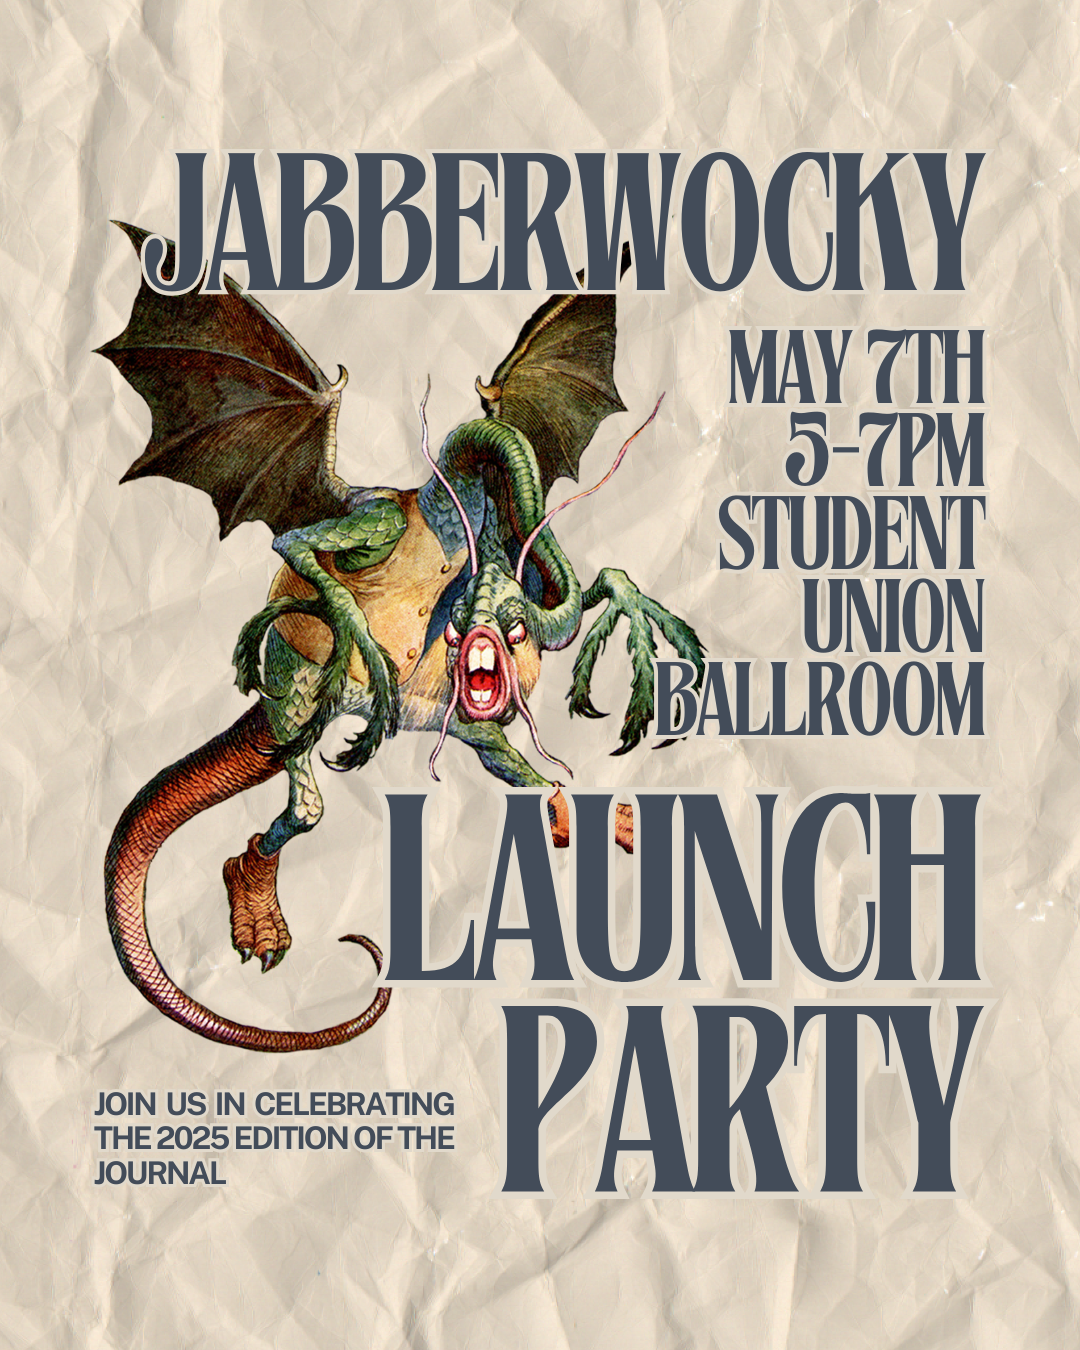 JABBERWOCKY
MAY 7TH
5-7PM
STUDENT
UNION
BALLROOM
LAUNCH
PARTY
JOIN US IN CELEBRATING
THE 2025 EDITION OF THE
JOURNAL